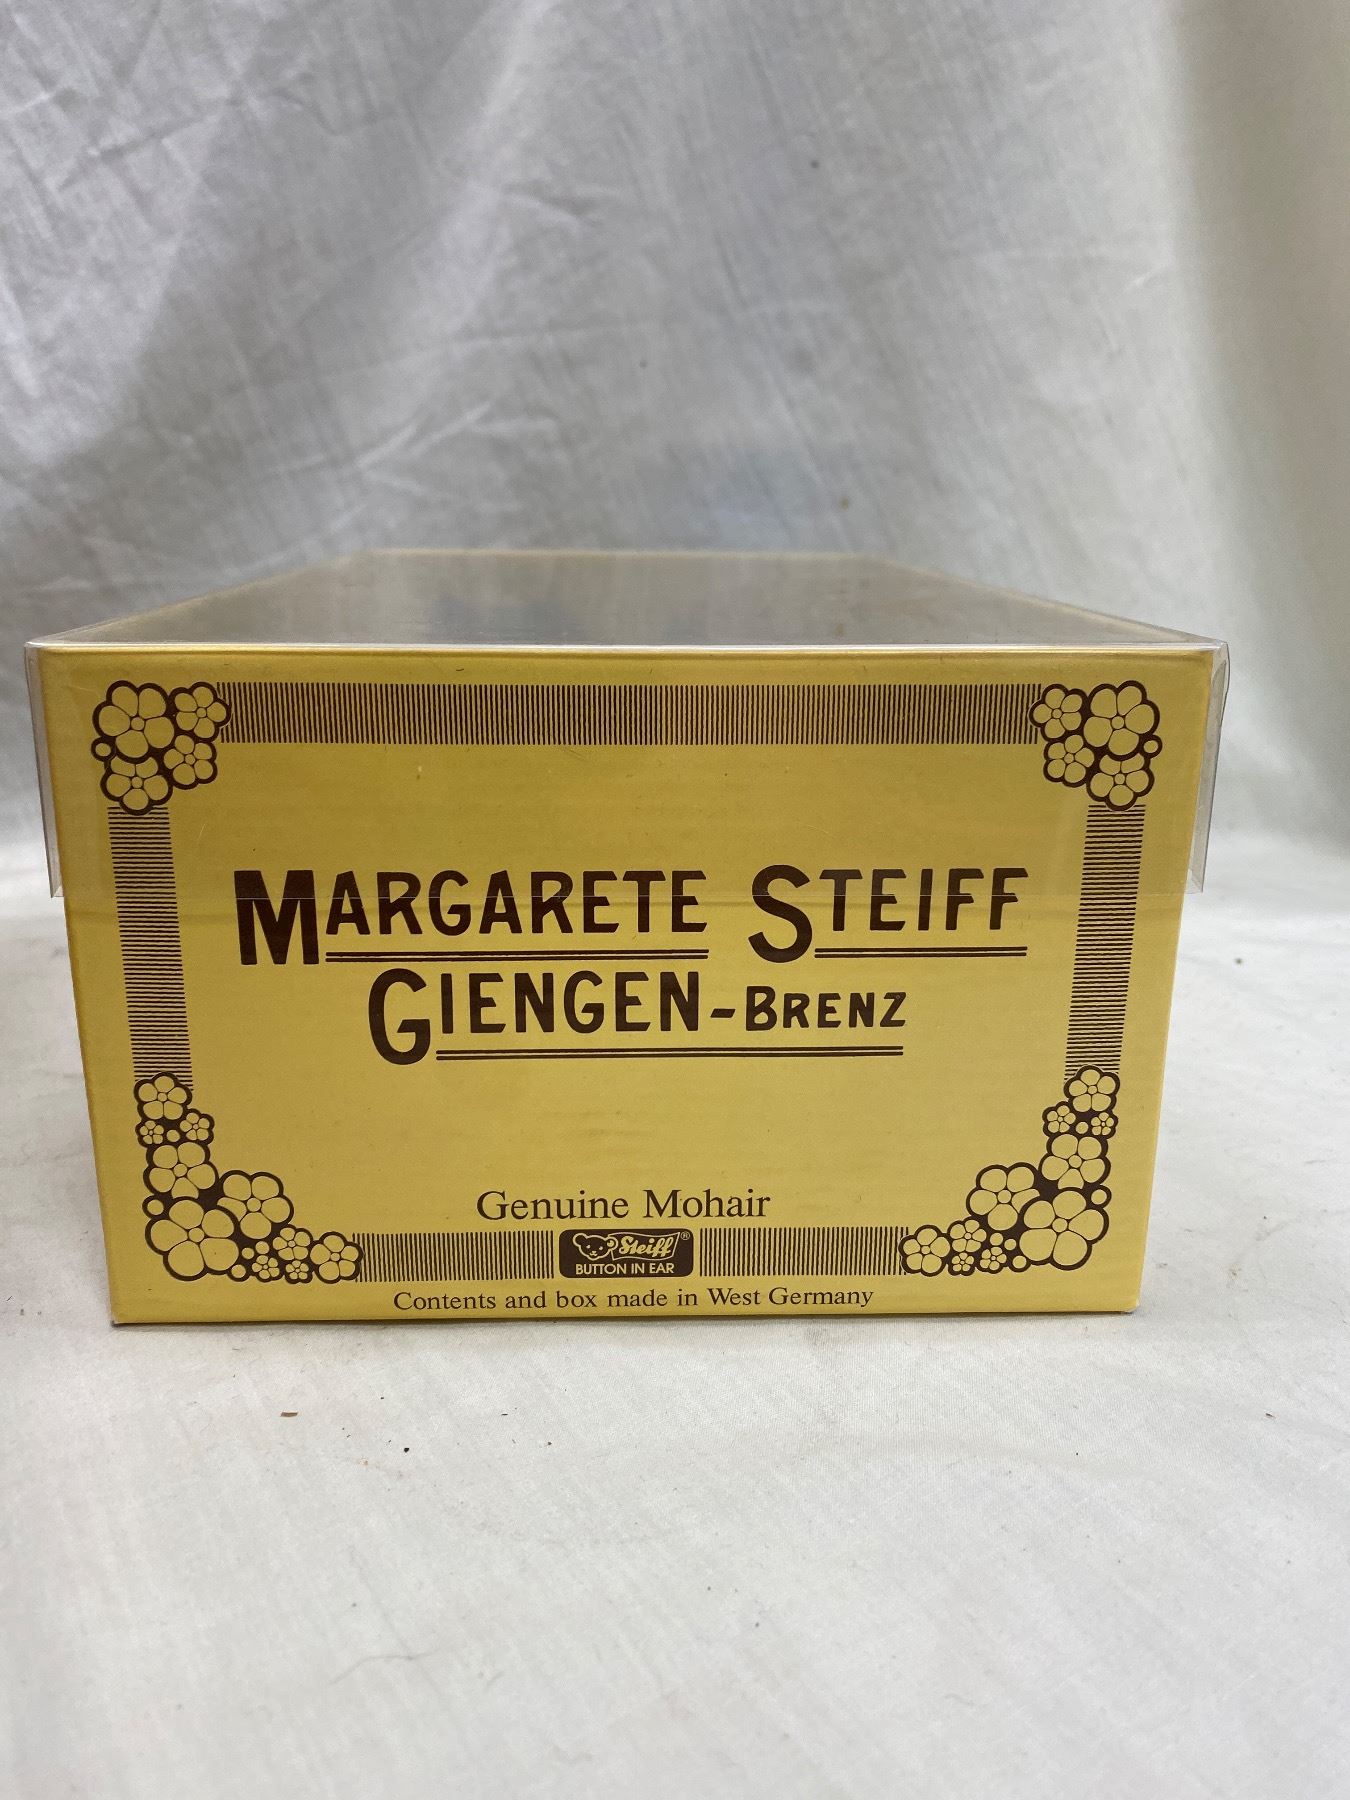 MARGARETE STEIFF
GIENGEN-BRENZ
Genuine Mohair
Steiff®
BUTTON IN EAR
Contents and box made in West Germany